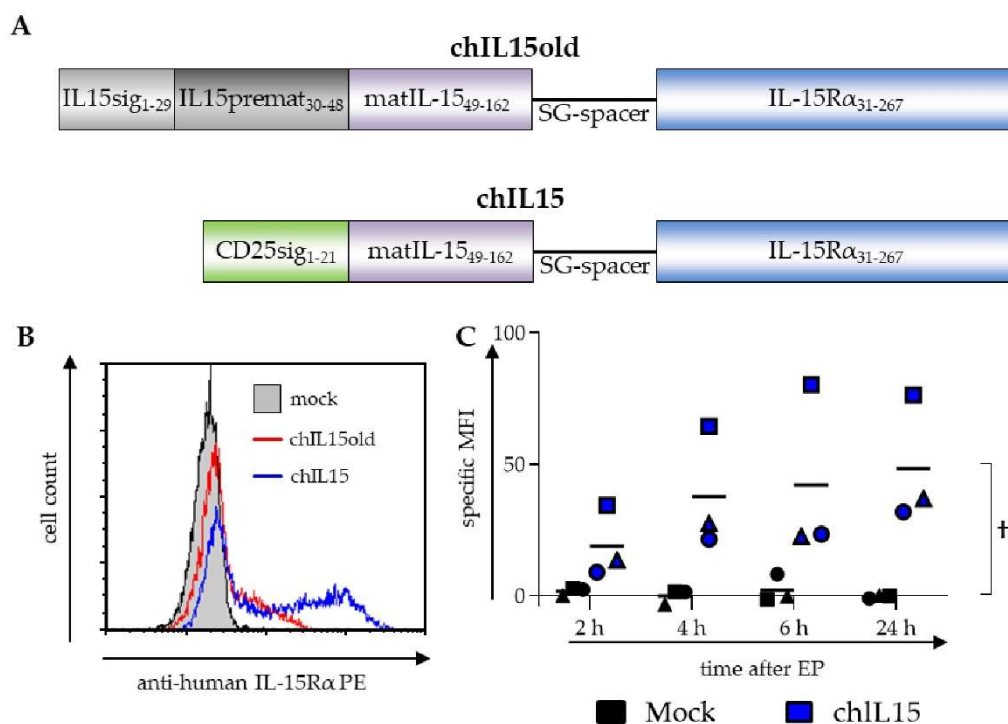 A
chIL15old
IL15sig1-29 IL15premat30-48 matIL-1549-162 SG-spacer IL-15Rα31-267
chIL15
CD25sig1-21 matIL-1549-162 SG-spacer IL-15Rα31-267
B
cell count
mock
chIL15old
chIL15
anti-human IL-15Rα PE
C
specific MFI
100
50
0
2 h 4 h 6 h 24 h
time after EP
†
Mock chIL15